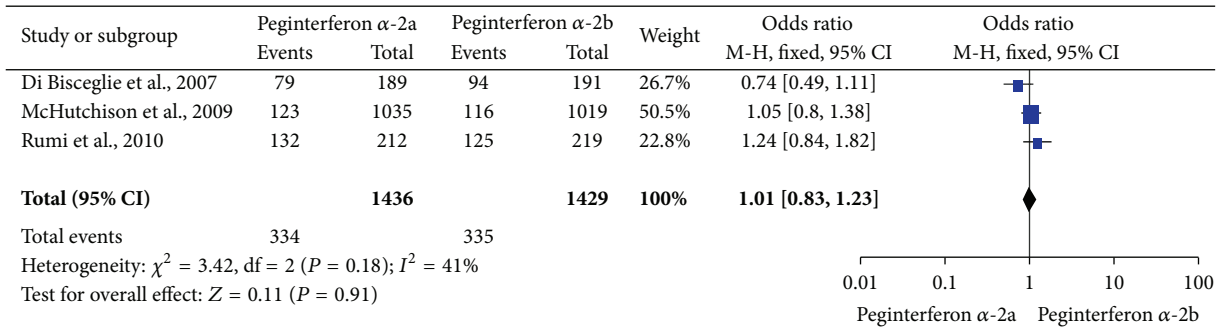 Study or subgroup Peginterferon α-2a Peginterferon α-2b Weight Odds ratio Odds ratio
Events Total Events Total M-H, fixed, 95% CI M-H, fixed, 95% CI
Di Bisceglie et al., 2007 79 189 94 191 26.7% 0.74 [0.49, 1.11]
McHutchison et al., 2009 123 1035 116 1019 50.5% 1.05 [0.8, 1.38]
Rumi et al., 2010 132 212 125 219 22.8% 1.24 [0.84, 1.82]
Total (95% CI) 1436 1429 100% 1.01 [0.83, 1.23]
Total events 334 335
Heterogeneity: χ² = 3.42, df = 2 (P = 0.18); I² = 41%
Test for overall effect: Z = 0.11 (P = 0.91)
0.01 0.1 1 10 100
Peginterferon α-2a Peginterferon α-2b